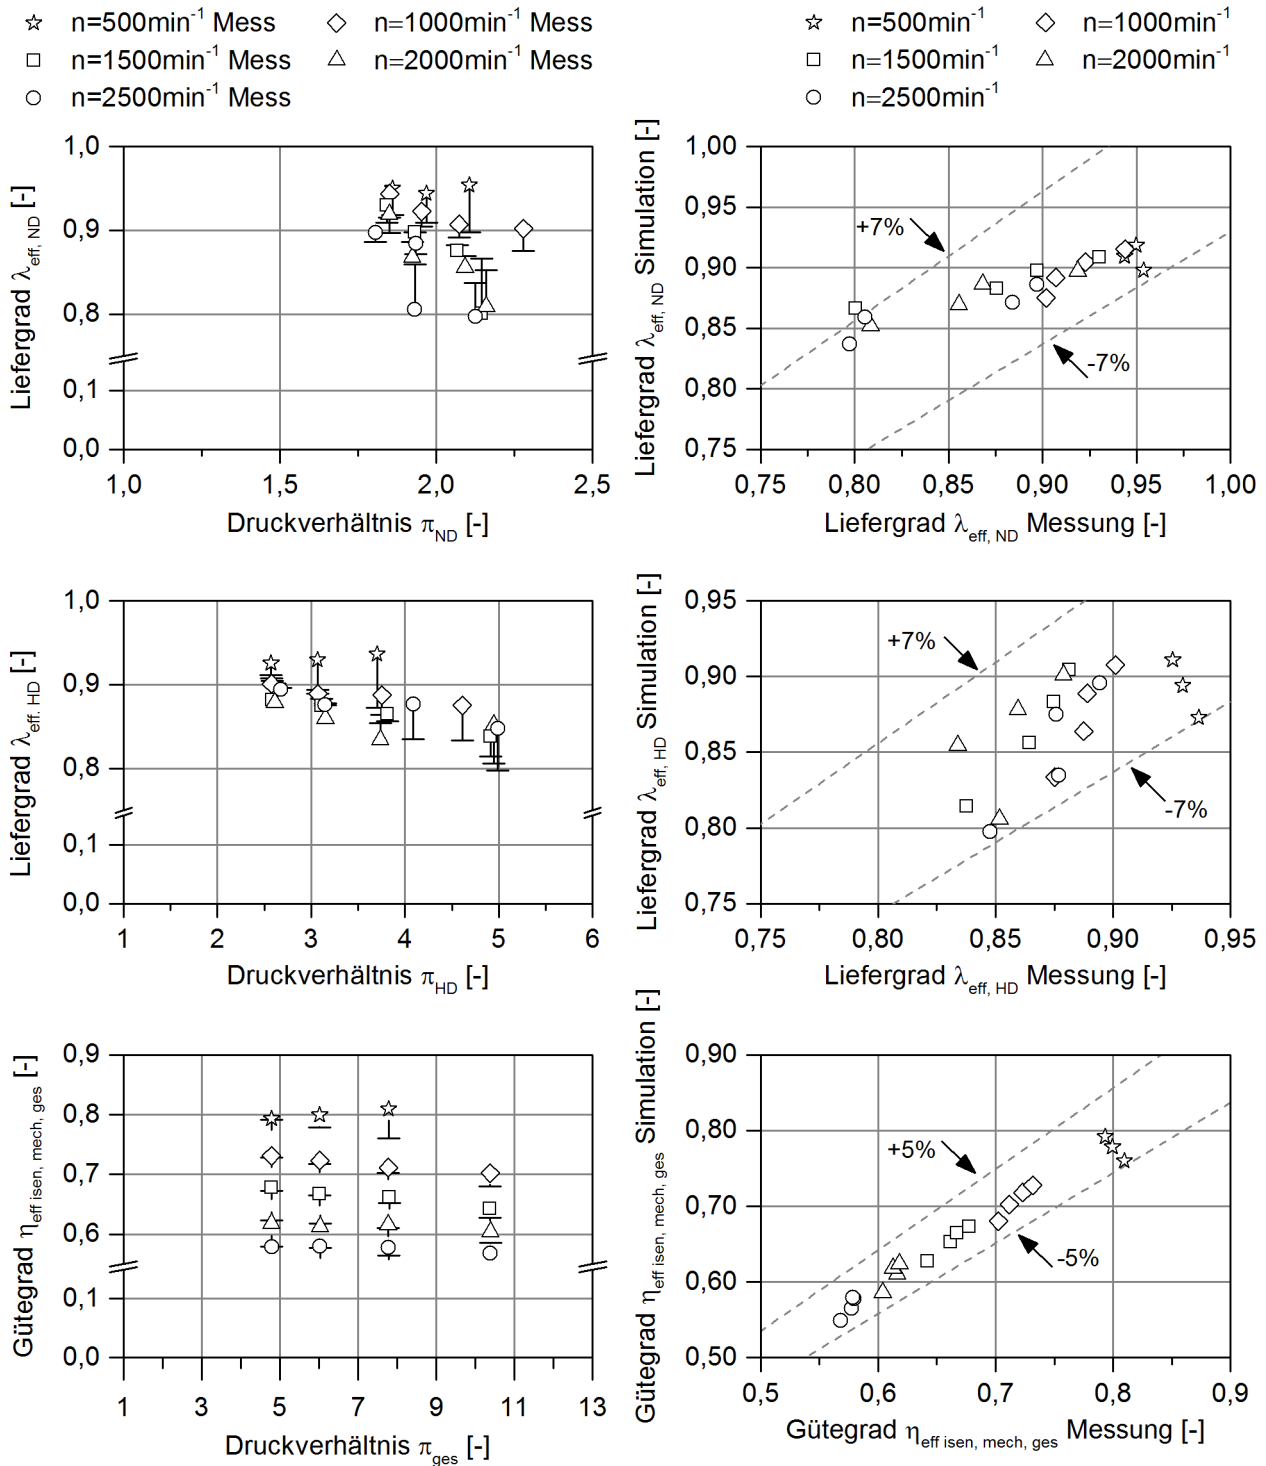 n=500min-1 Mess
n=1000min-1 Mess
n=1500min-1 Mess
n=2000min-1 Mess
n=2500min-1 Mess
n=500min-1
n=1000min-1
n=1500min-1
n=2000min-1
n=2500min-1
Liefergrad λeff, ND [-]
1,0
0,9
0,8
0,1
0,0
1,0 1,5 2,0 2,5
Druckverhältnis πND [-]
Liefergrad λeff, ND Simulation [-]
1,00
0,95
0,90
0,85
0,80
0,75
+7%
-7%
0,75 0,80 0,85 0,90 0,95 1,00
Liefergrad λeff, ND Messung [-]
Liefergrad λeff. HD [-]
1,0
0,9
0,8
0,1
0,0
1 2 3 4 5 6
Druckverhältnis πHD [-]
Liefergrad λeff, HD Simulation [-]
0,95
0,90
0,85
0,80
0,75
+7%
-7%
0,75 0,80 0,85 0,90 0,95
Liefergrad λeff, HD Messung [-]
Gütegrad ηeff isen, mech, ges [-]
0,9
0,8
0,7
0,6
0,1
0,0
1 3 5 7 9 11 13
Druckverhältnis πges [-]
Gütegrad ηeff isen, mech, ges Simulation [-]
0,90
0,80
0,70
0,60
0,50
+5%
-5%
0,5 0,6 0,7 0,8 0,9
Gütegrad ηeff isen, mech, ges Messung [-]